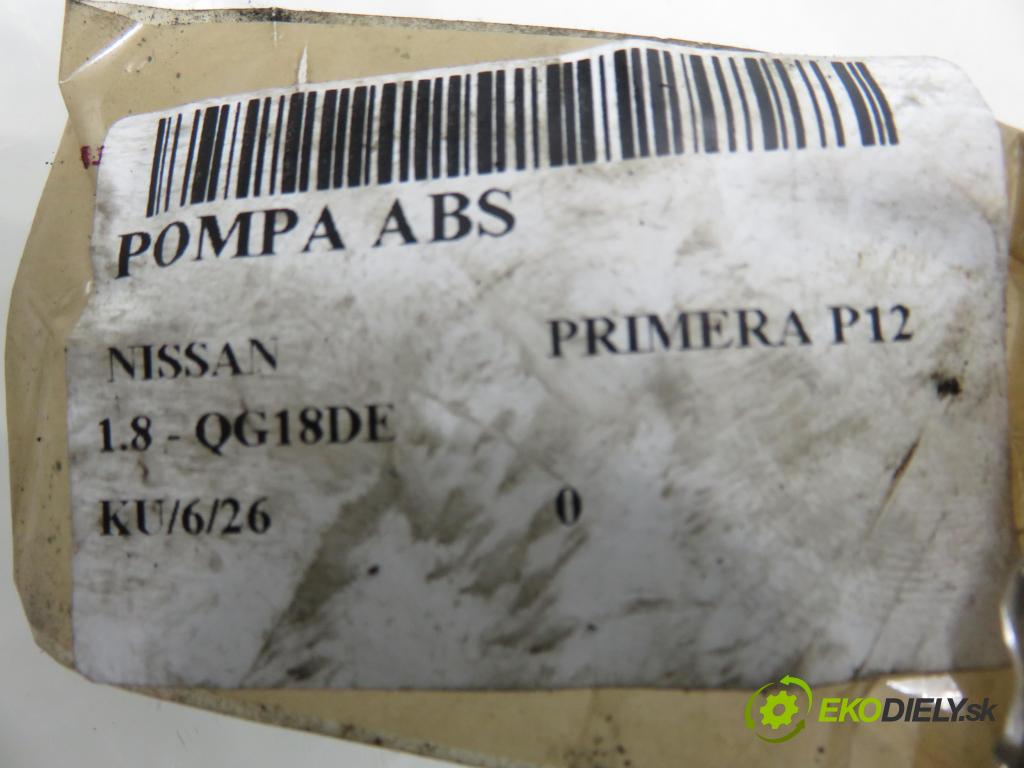 POMPA ABS
NISSAN PRIMERA P12
1.8 - QG18DE
KU/6/26 0
EKODIELY.sk